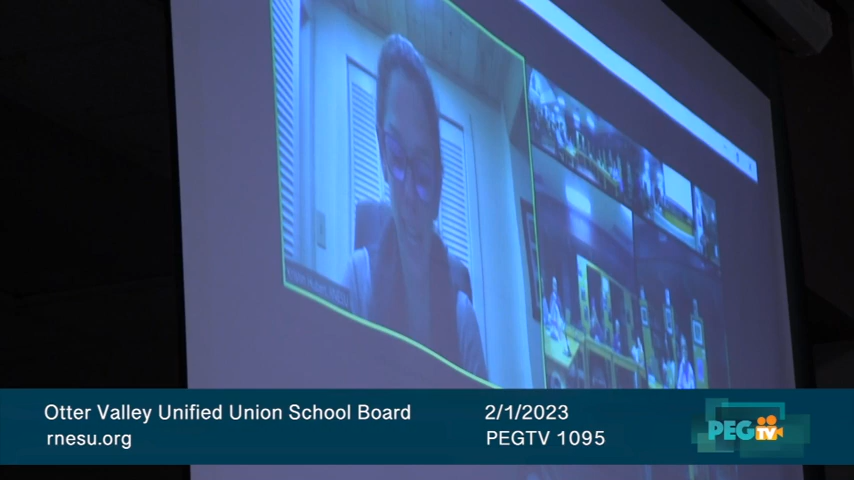 Otter Valley Unified Union School Board
rnesu.org
2/1/2023
PEGTV 1095
PEG
TV